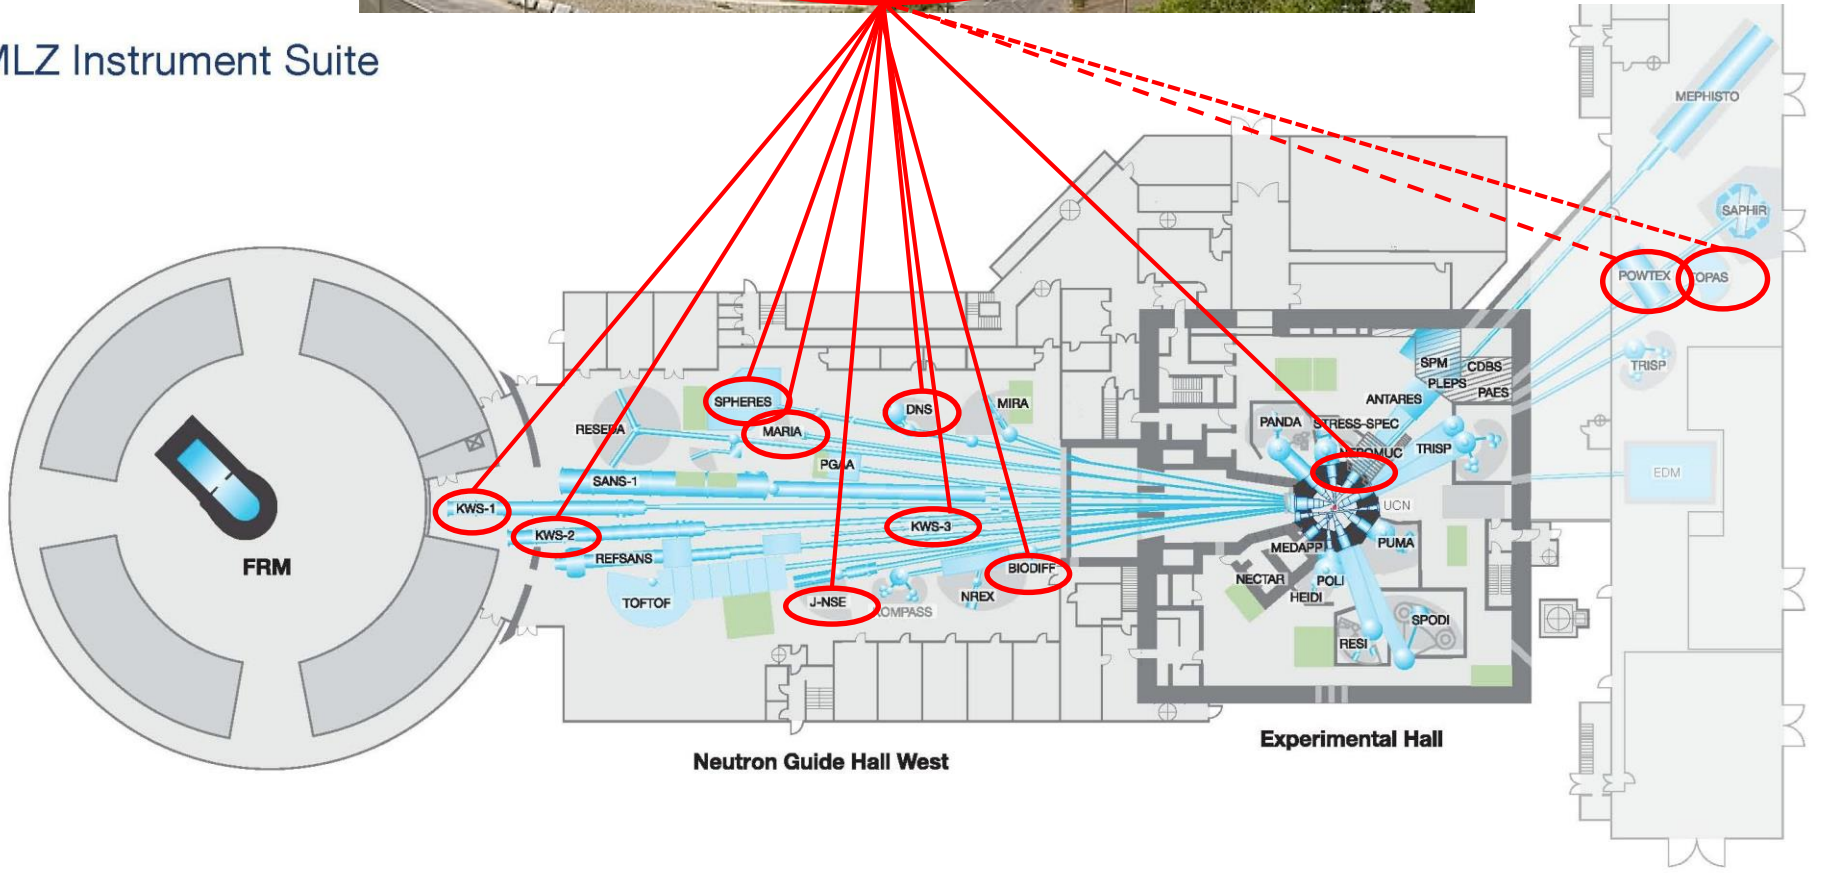 MLZ Instrument Suite
MEPHISTO
SAPHIR
POWTEX
TOPAS
TRISP
EDM
SPM
CDBS
PLEPS
PAES
ANTARES
PANDA
STRESS-SPEC
NEPOMUC
TRISP
UCN
MEDAPP
PUMA
NECTAR
POLI
HEIDI
SPODI
RESI
SPHERES
DNS
MIRA
RESEDA
MARIA
PGAA
SANS-1
KWS-1
KWS-2
KWS-3
REFSANS
BIODIFF
TOFTOF
J-NSE
KOMPASS
NREX
FRM
Experimental Hall
Neutron Guide Hall West